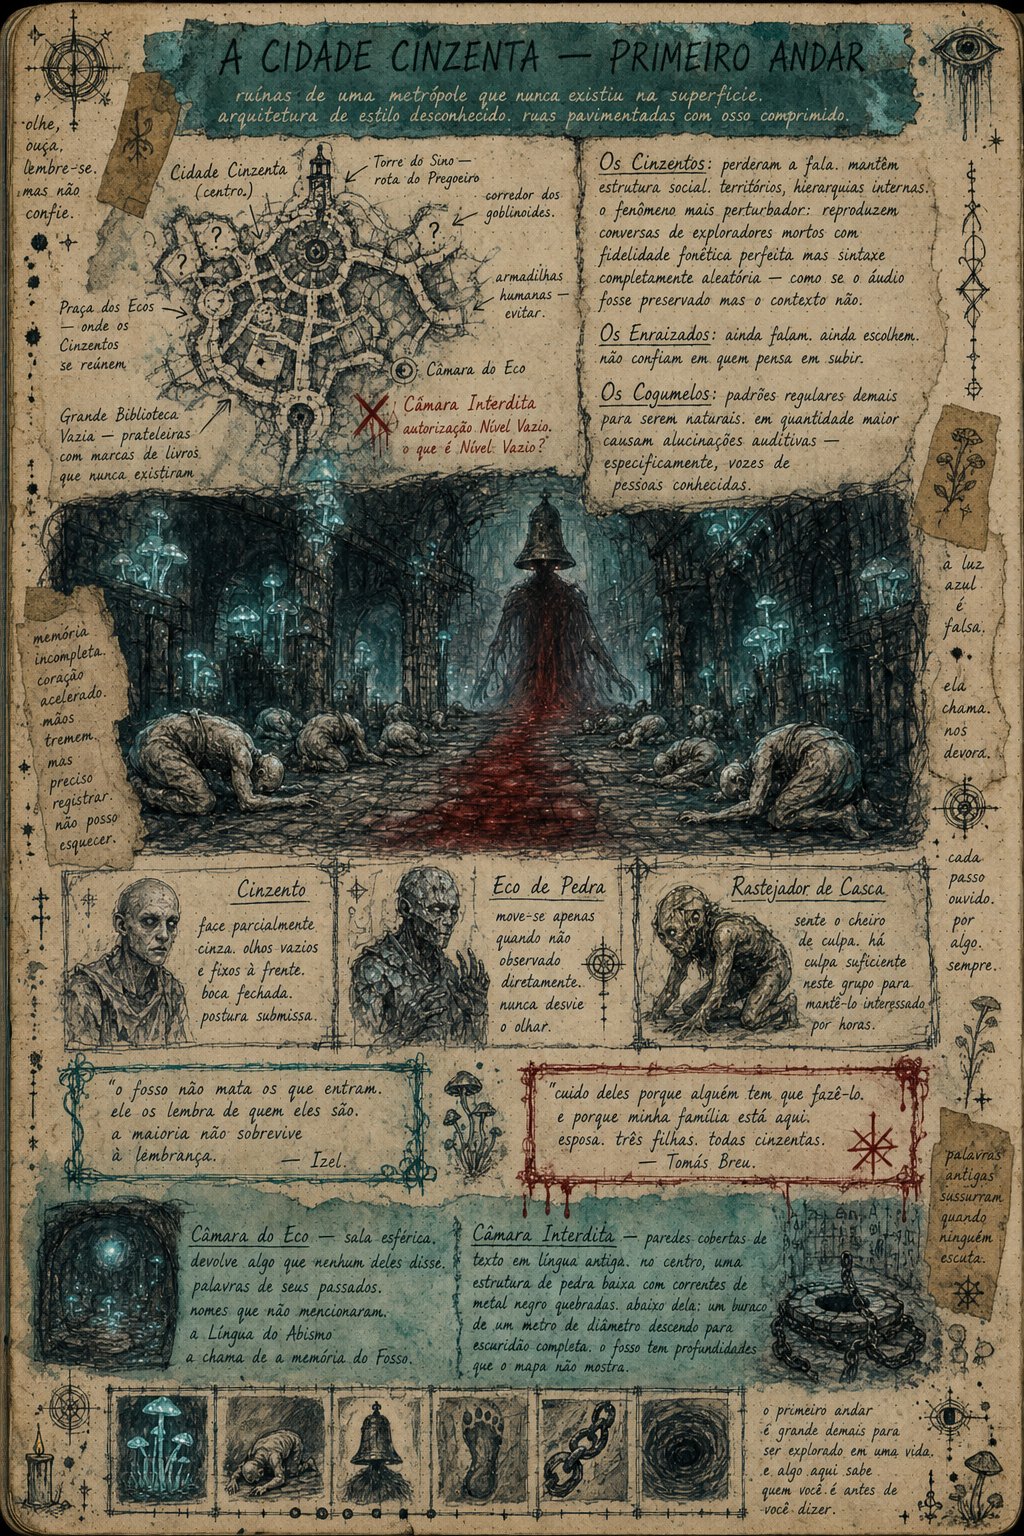 A CIDADE CINZENTA — PRIMEIRO ANDAR
ruínas de uma metrópole que nunca existiu na superfície.
arquitetura de estilo desconhecido. ruas pavimentadas com osso comprimido.
olhe,
ouça,
lembre-se.
mas não
confie.
Cidade Cinzenta
(centro.)
Torre do Sino —
rota do Pregoeiro
corredor dos
goblinoides.
?
?
?
armadilhas
humanas —
evitar.
Praça dos Ecos
— onde os
Cinzentos
se reúnem
Câmara do Eco
Grande Biblioteca
Vazia — prateleiras
com marcas de livros
que nunca existiram
Câmara Interdita
autorização Nível Vazio.
o que é Nível Vazio?
Os Cinzentos: perderam a fala. mantêm
estrutura social. territórios, hierarquias internas.
o fenômeno mais perturbador: reproduzem
conversas de exploradores mortos com
fidelidade fonética perfeita mas sintaxe
completamente aleatória — como se o áudio
fosse preservado mas o contexto não.
Os Enraizados: ainda falam. ainda escolhem.
não confiam em quem pensa em subir.
Os Cogumelos: padrões regulares demais
para serem naturais. em quantidade maior
causam alucinações auditivas —
especificamente, vozes de
pessoas conhecidas.
a luz
azul
é
falsa.
ela
chama.
nos
devora.
memória
incompleta.
coração
acelerado.
mãos
tremem.
mas
preciso
registrar.
não posso
esquecer.
cada
passo
ouvido.
por
algo.
sempre.
Cinzento
face parcialmente
cinza. olhos vazios
e fixos à frente.
boca fechada.
postura submissa.
Eco de Pedra
move-se apenas
quando não
observado
diretamente.
nunca desvie
o olhar.
Rastejador de Casca
sente o cheiro
de culpa. há
culpa suficiente
neste grupo para
mantê-lo interessado
por horas.
"o fosso não mata os que entram.
ele os lembra de quem eles são.
a maioria não sobrevive
à lembrança. — Izel.
"cuido deles porque alguém tem que fazê-lo.
e porque minha família está aqui.
esposa. três filhas. todas cinzentas.
— Tomás Breu.
palavras
antigas
sussurram
quando
ninguém
escuta.
Câmara do Eco — sala esférica.
devolve algo que nenhum deles disse.
palavras de seus passados.
nomes que não mencionaram.
a Língua do Abismo
a chama de a memória do Fosso.
Câmara Interdita — paredes cobertas de
texto em língua antiga. no centro, uma
estrutura de pedra baixa com correntes de
metal negro quebradas. abaixo dela: um buraco
de um metro de diâmetro descendo para
escuridão completa. o fosso tem profundidades
que o mapa não mostra.
o primeiro andar
é grande demais para
ser explorado em uma vida.
e algo aqui sabe
quem você é antes de
você dizer.